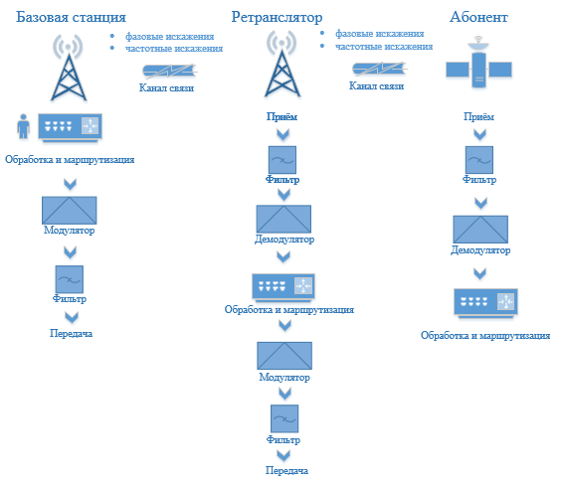 Базовая станция
• фазовые искажения
• частотные искажения
Канал связи
Обработка и маршрутизация
Модулятор
Фильтр
Передача
Ретранслятор
• фазовые искажения
• частотные искажения
Канал связи
Приём
Фильтр
Демодулятор
Обработка и маршрутизация
Модулятор
Фильтр
Передача
Абонент
Приём
Фильтр
Демодулятор
Обработка и маршрутизация